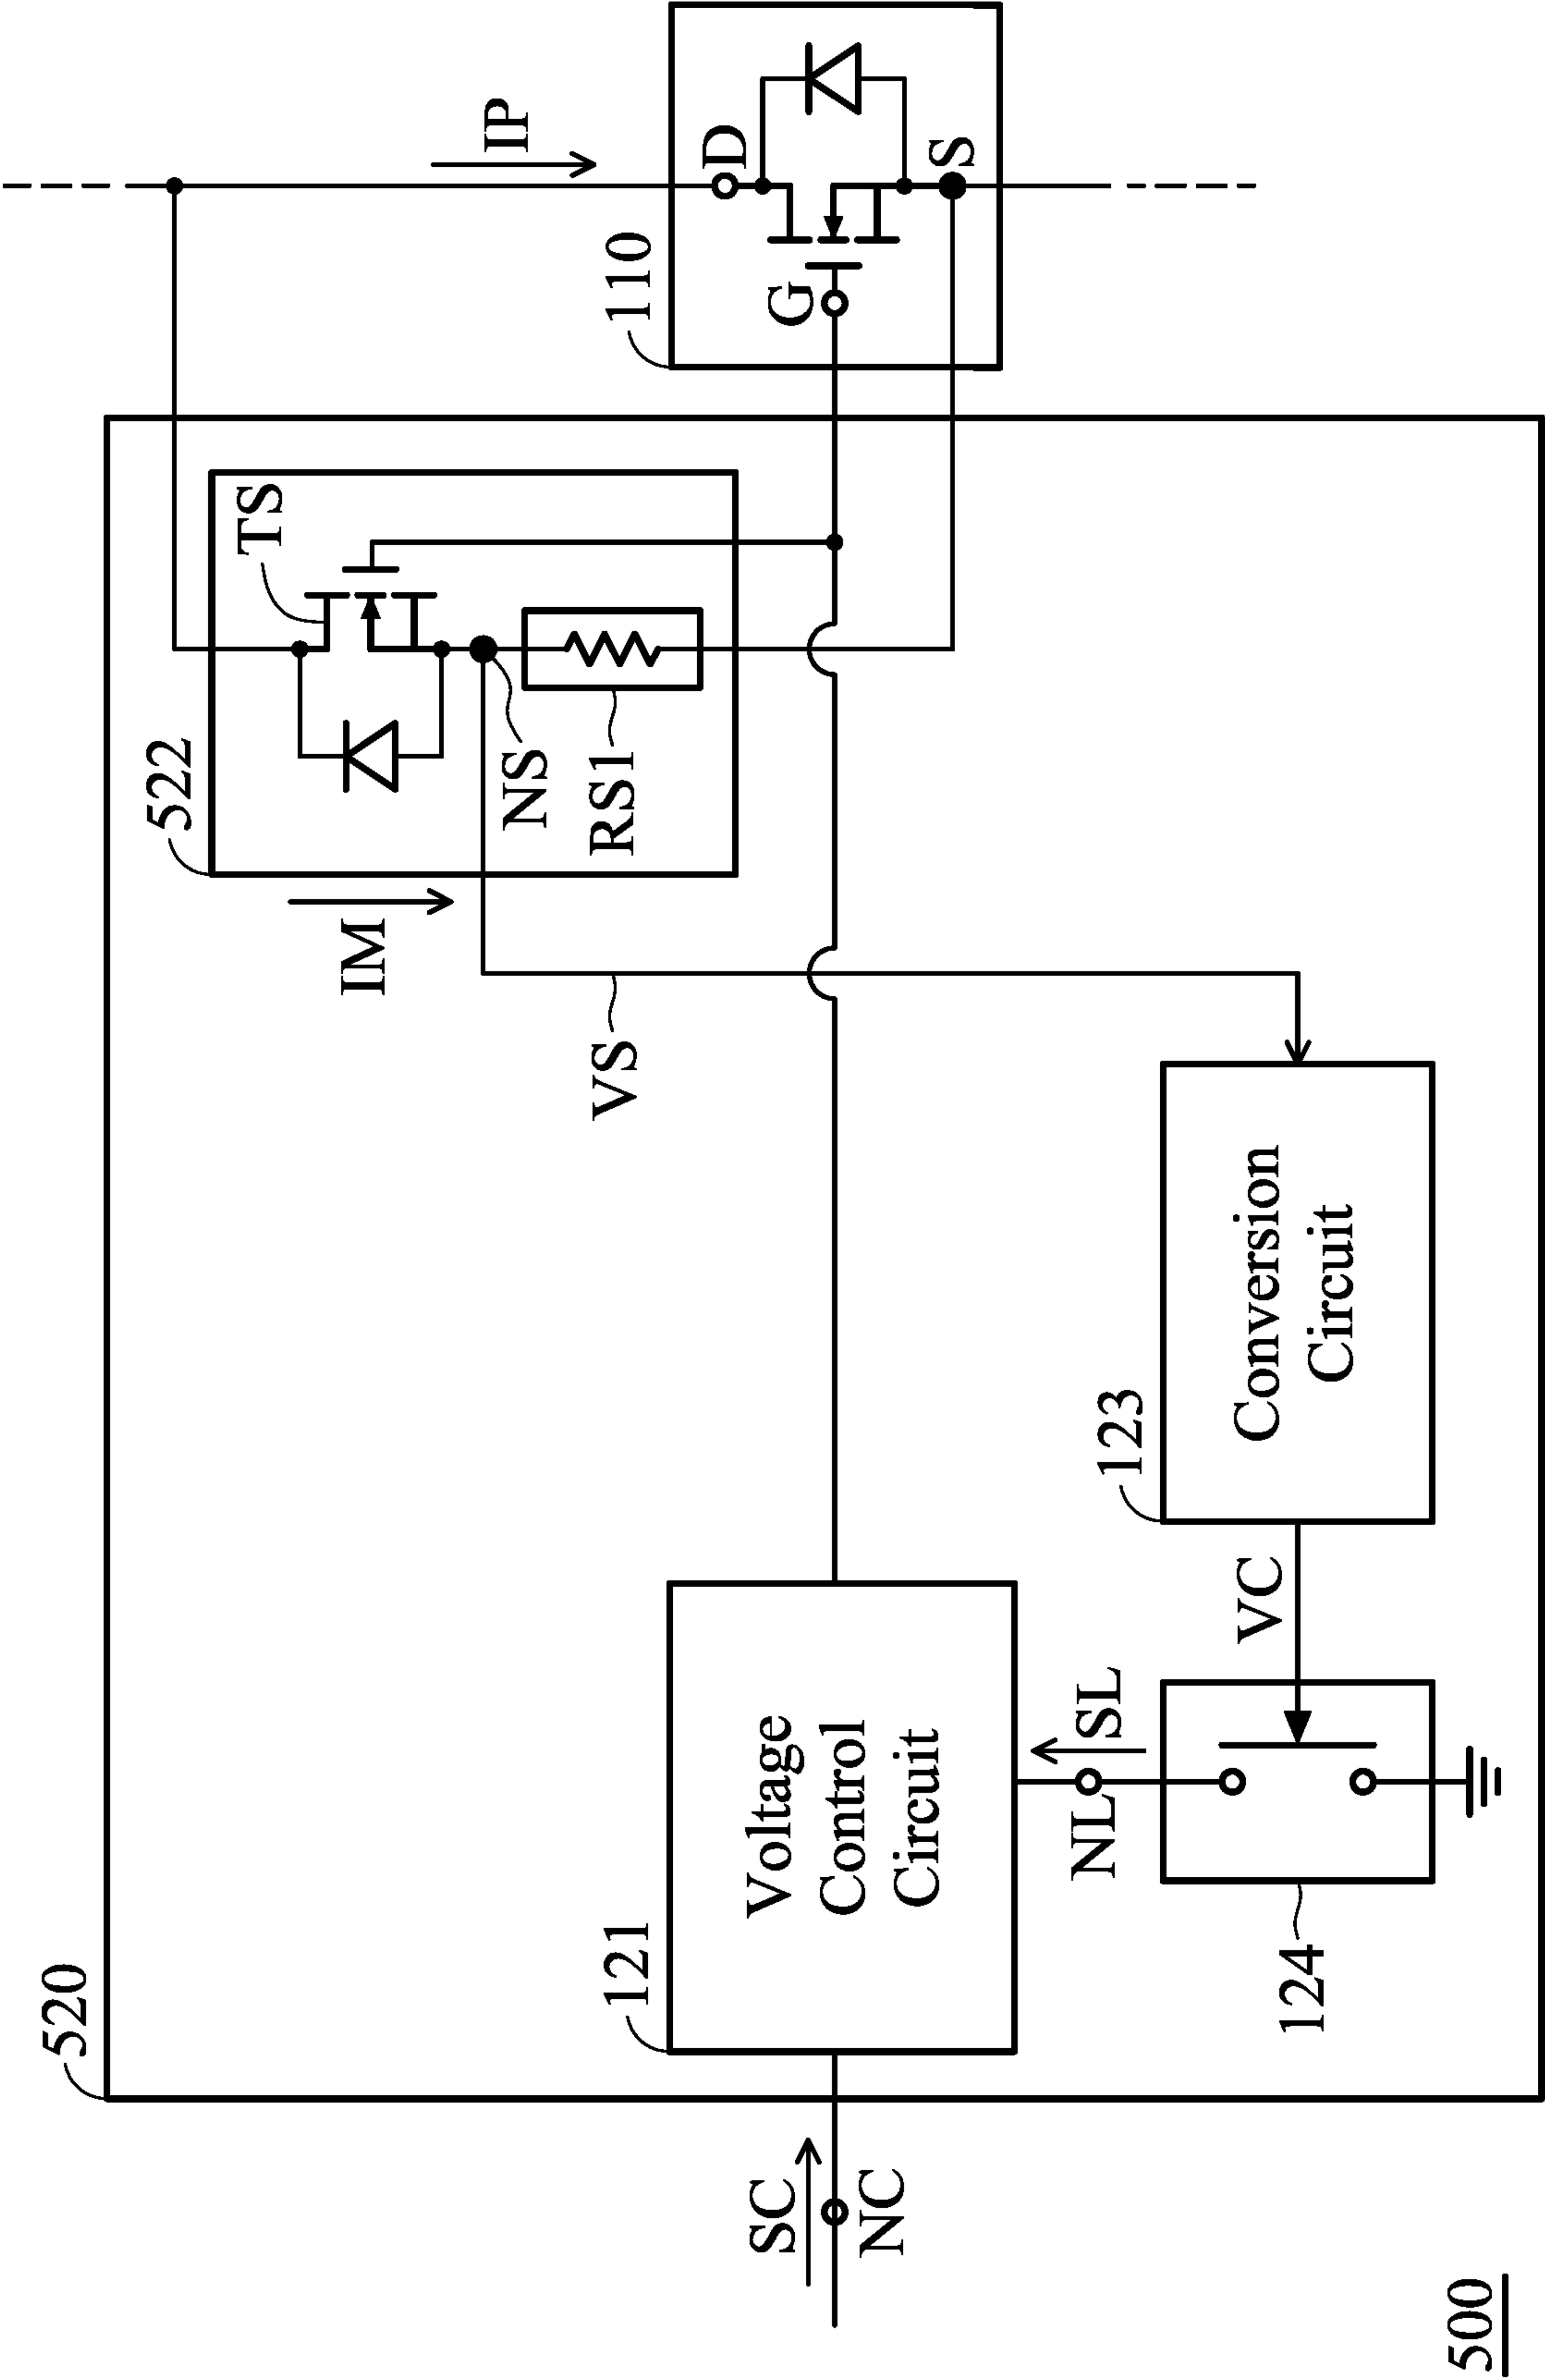 520
522
TS
IM
NS
RS1
VS
IP
110
D
G
S
SC
NC
121
Voltage
Control
Circuit
SL
NL
VC
124
123
Conversion
Circuit
500